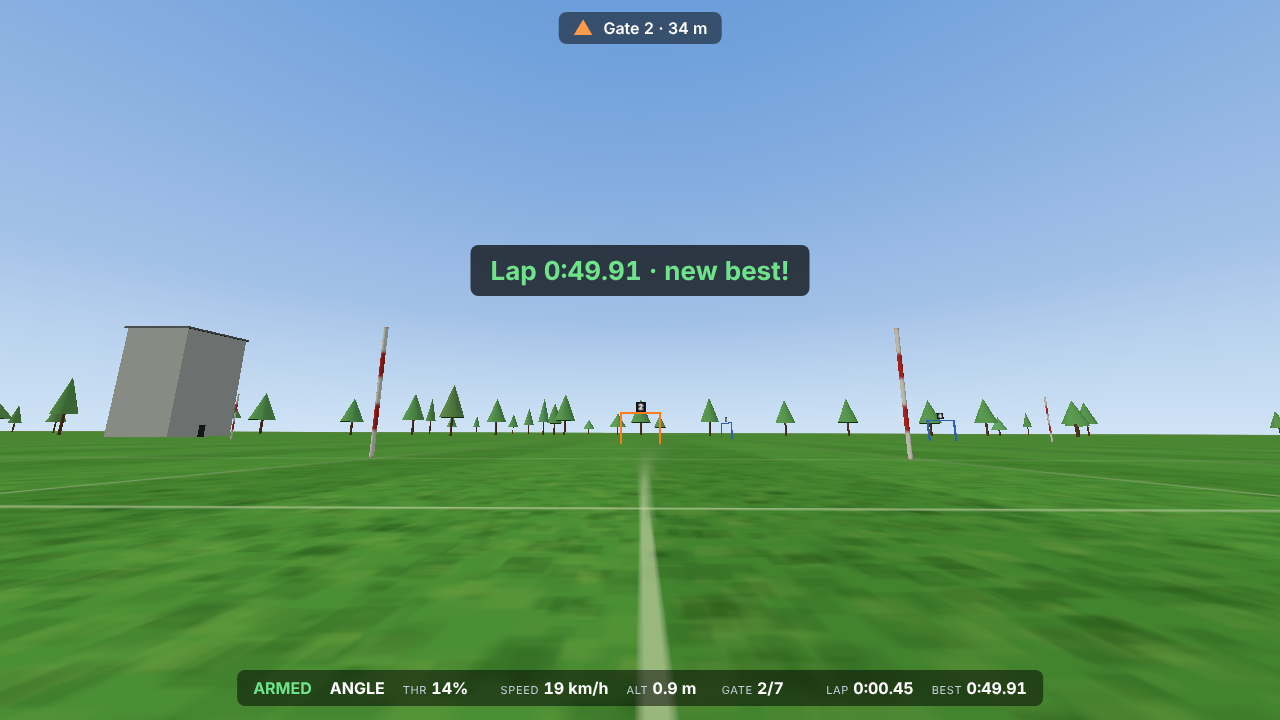 Gate 2 · 34 m
Lap 0:49.91 · new best!
2
ARMED ANGLE THR 14% SPEED 19 km/h ALT 0.9 m GATE 2/7 LAP 0:00.45 BEST 0:49.91